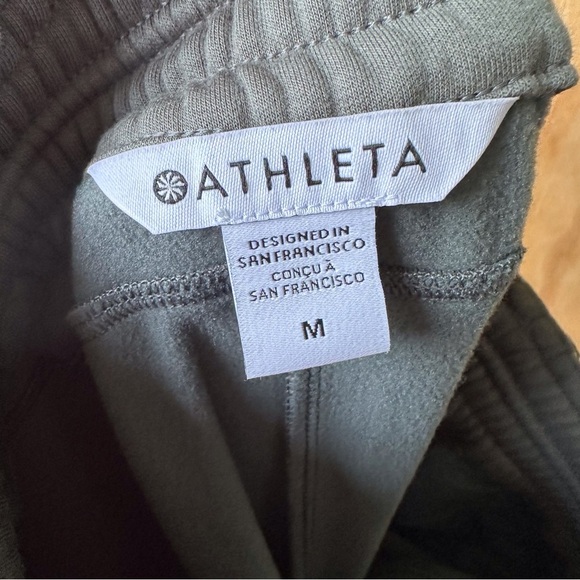 ATHLETA
DESIGNED IN
SAN FRANCISCO
CONÇU À
SAN FRANCISCO
M